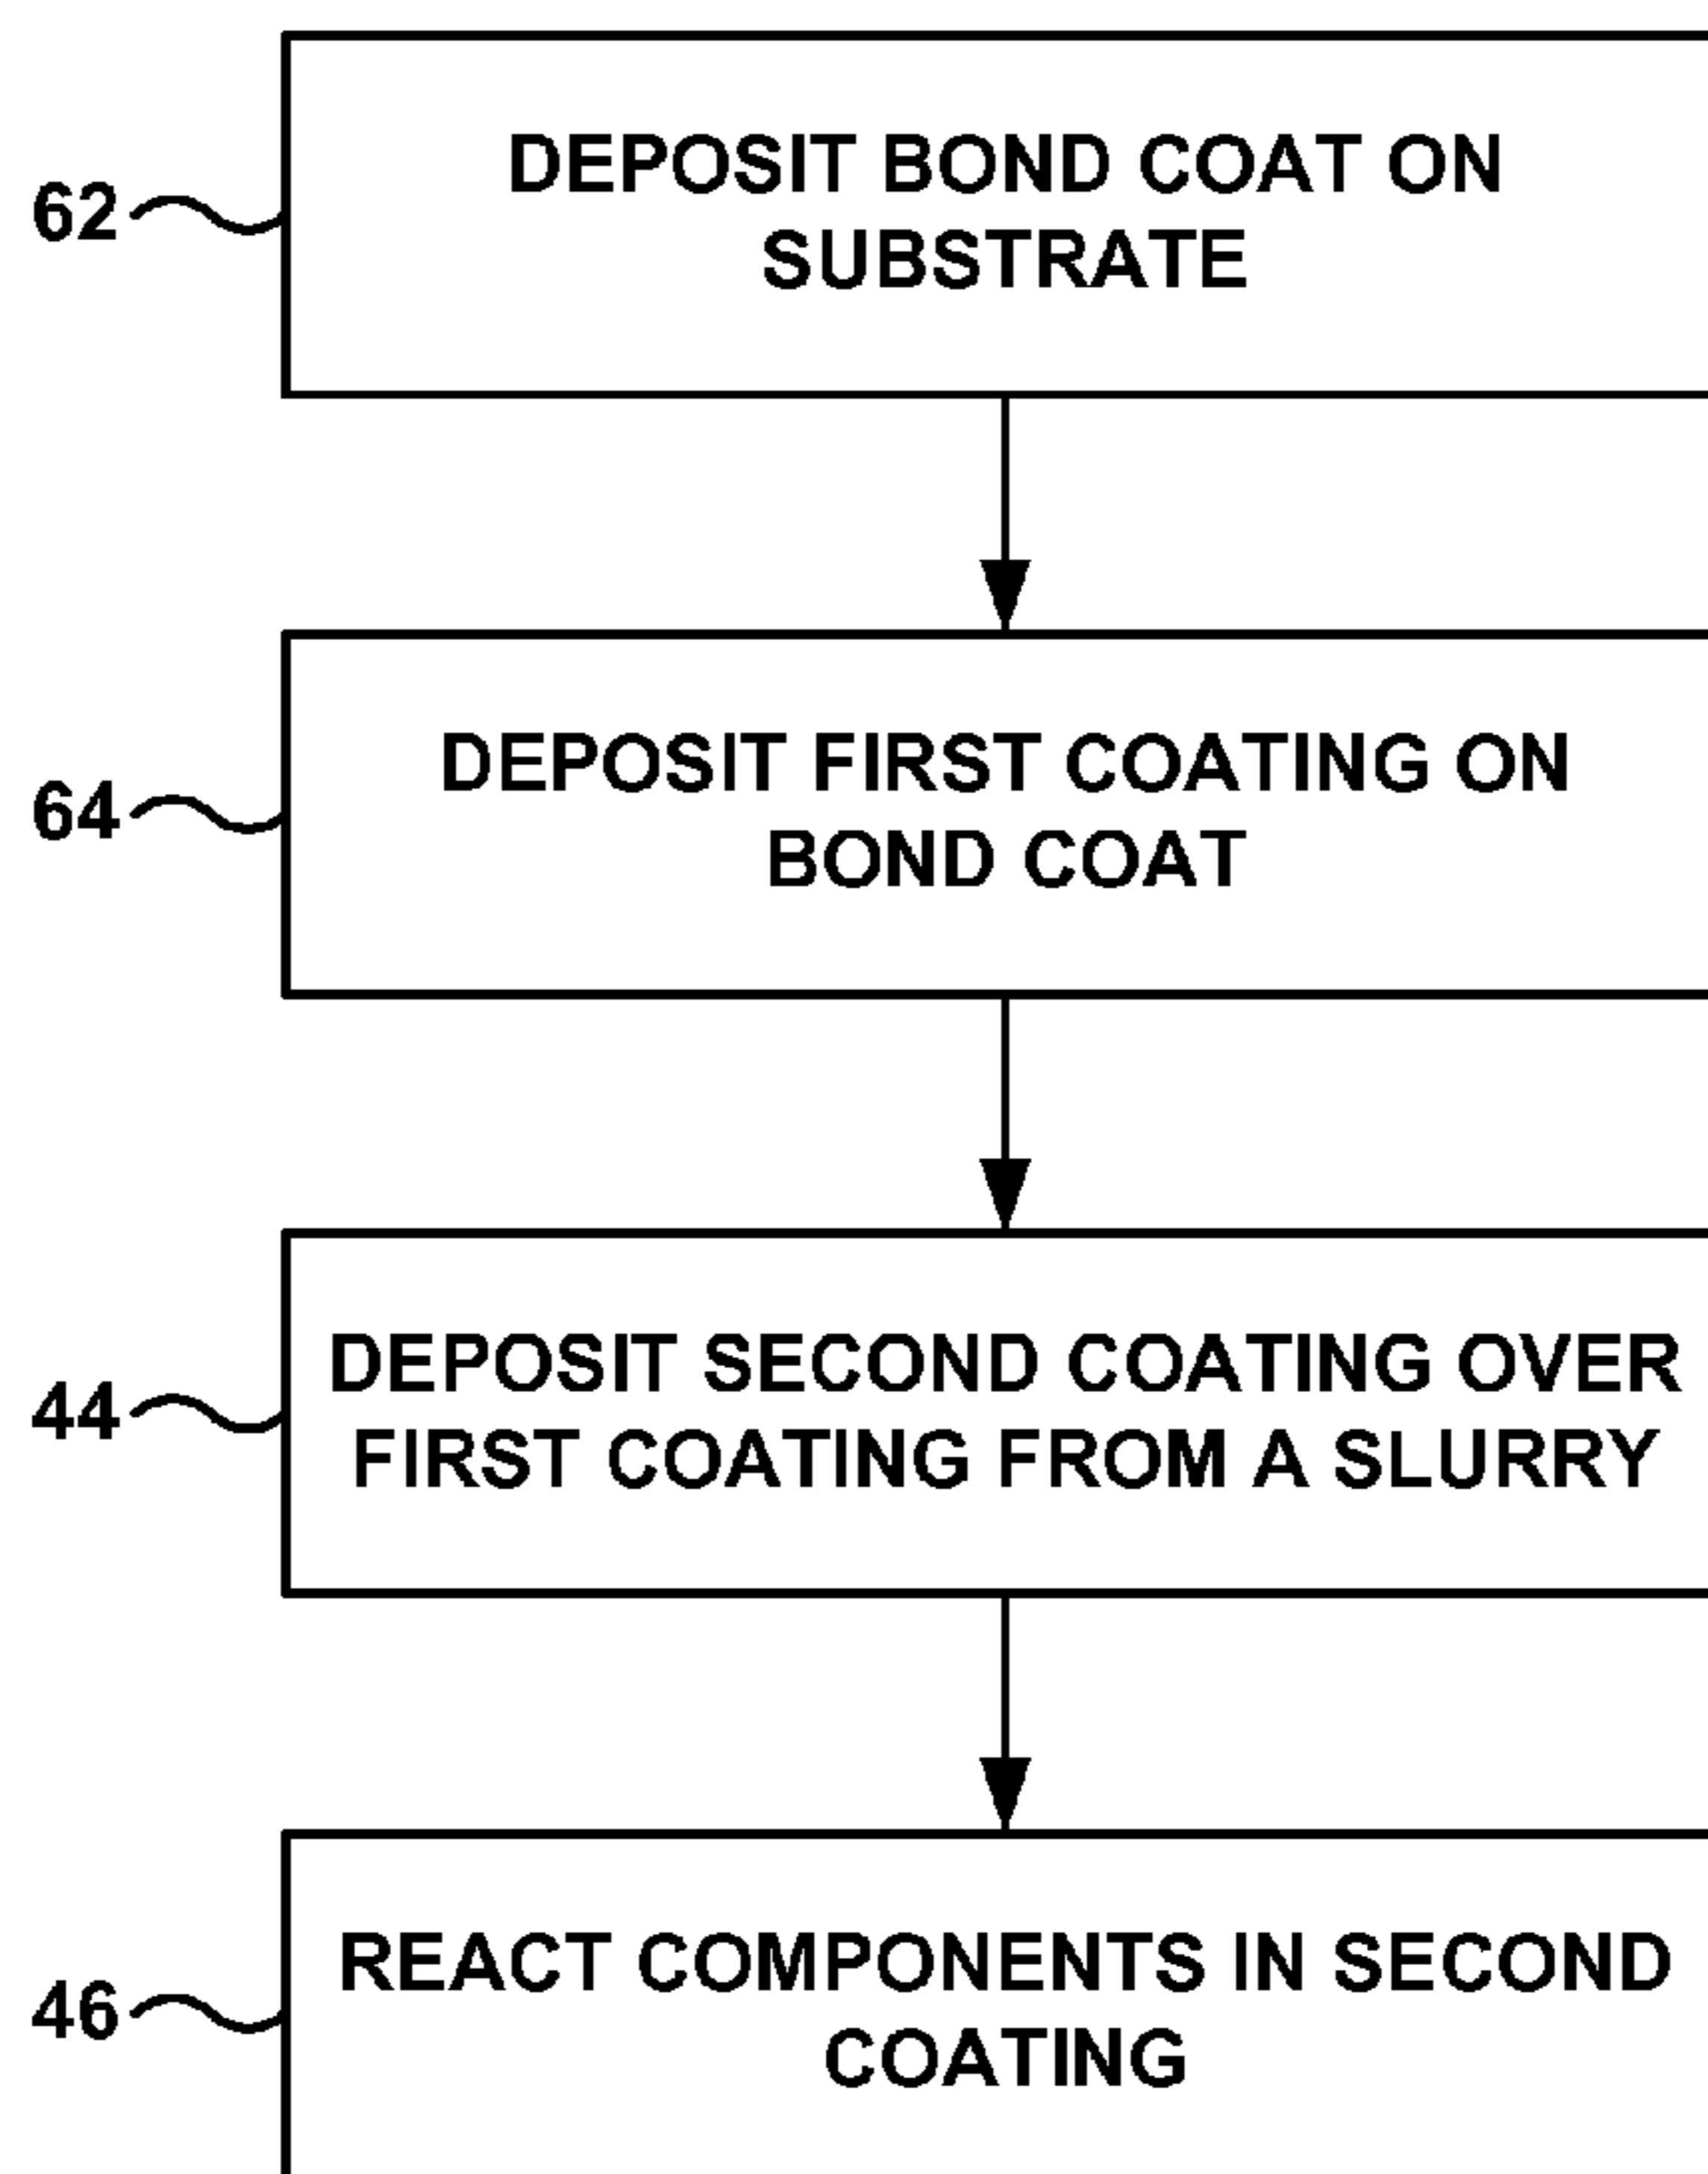 62
DEPOSIT BOND COAT ON
SUBSTRATE
64
DEPOSIT FIRST COATING ON
BOND COAT
44
DEPOSIT SECOND COATING OVER
FIRST COATING FROM A SLURRY
46
REACT COMPONENTS IN SECOND
COATING